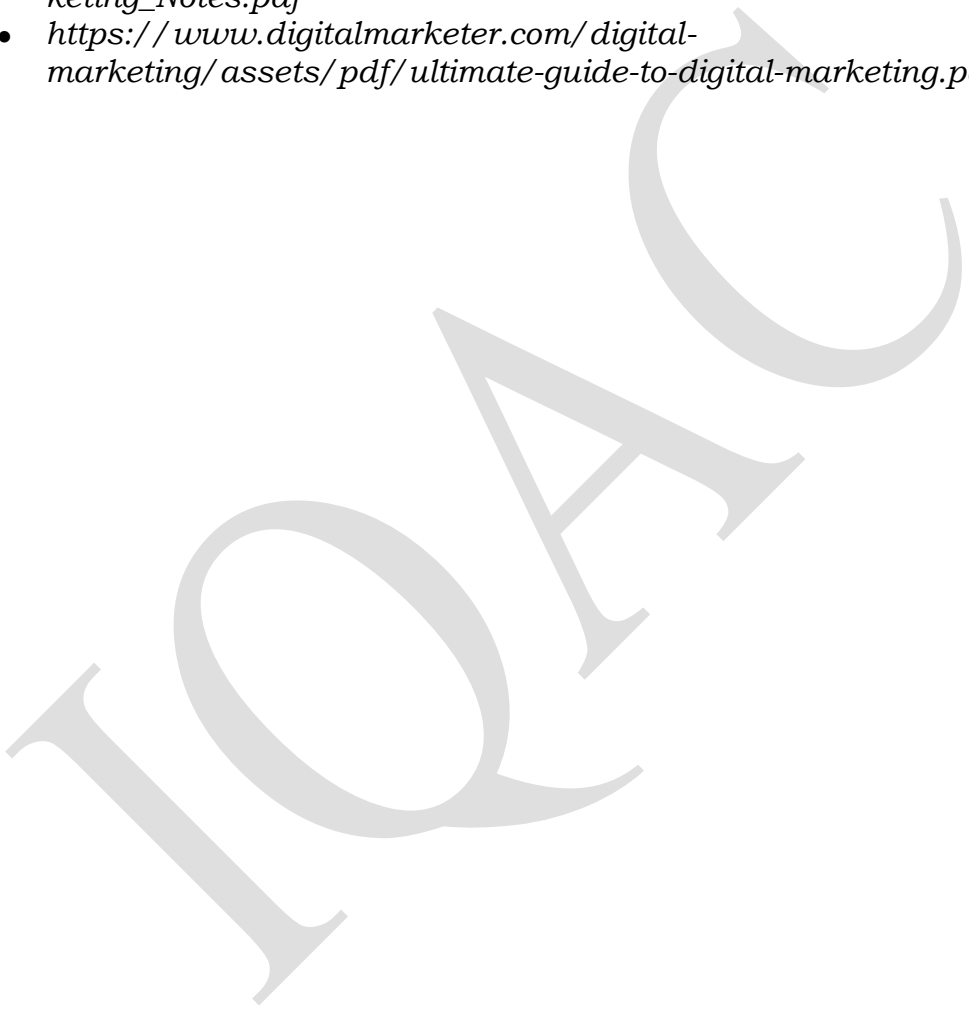 keting_Notes.pdf
• https://www.digitalmarketer.com/digital-
marketing/assets/pdf/ultimate-guide-to-digital-marketing.p
IQAC